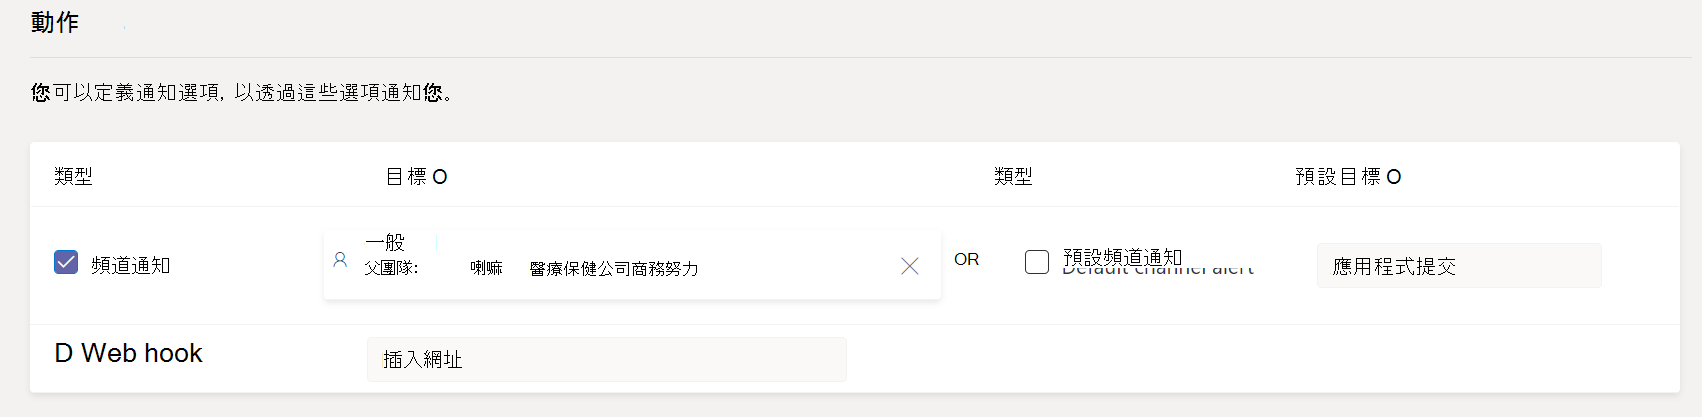 動作
您可以定義通知選項, 以透過這些選項通知您。
類型 目標 O 類型 預設目標 O
頻道通知 一般 OR 預設頻道通知 應用程式提交
父團隊: 喇嘛 醫療保健公司商務努力 Default channel alert
D Web hook 插入網址